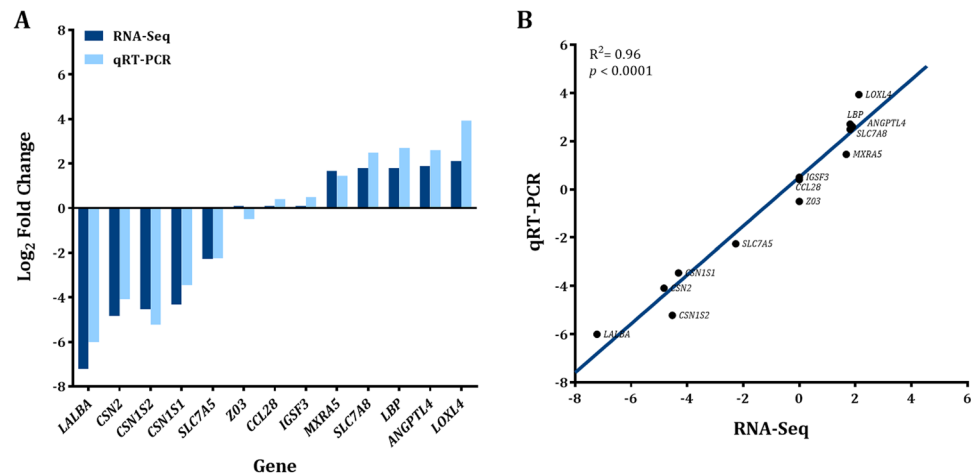 A
RNA-Seq
qRT-PCR
Log2 Fold Change
8
6
4
2
0
-2
-4
-6
-8
LALBA
CSN2
CSN1S2
CSN1S1
SLC7A5
Z03
CCL28
IGSF3
MXRA5
SLC7A8
LBP
ANGPTL4
LOXL4
Gene
B
R2= 0.96
p < 0.0001
qRT-PCR
6
4
2
0
-2
-4
-6
-8
LOXL4
LBP
ANGPTL4
SLC7A8
MXRA5
IGSF3
CCL28
Z03
SLC7A5
CSN1S1
CSN2
CSN1S2
LALBA
-8 -6 -4 -2 0 2 4 6
RNA-Seq